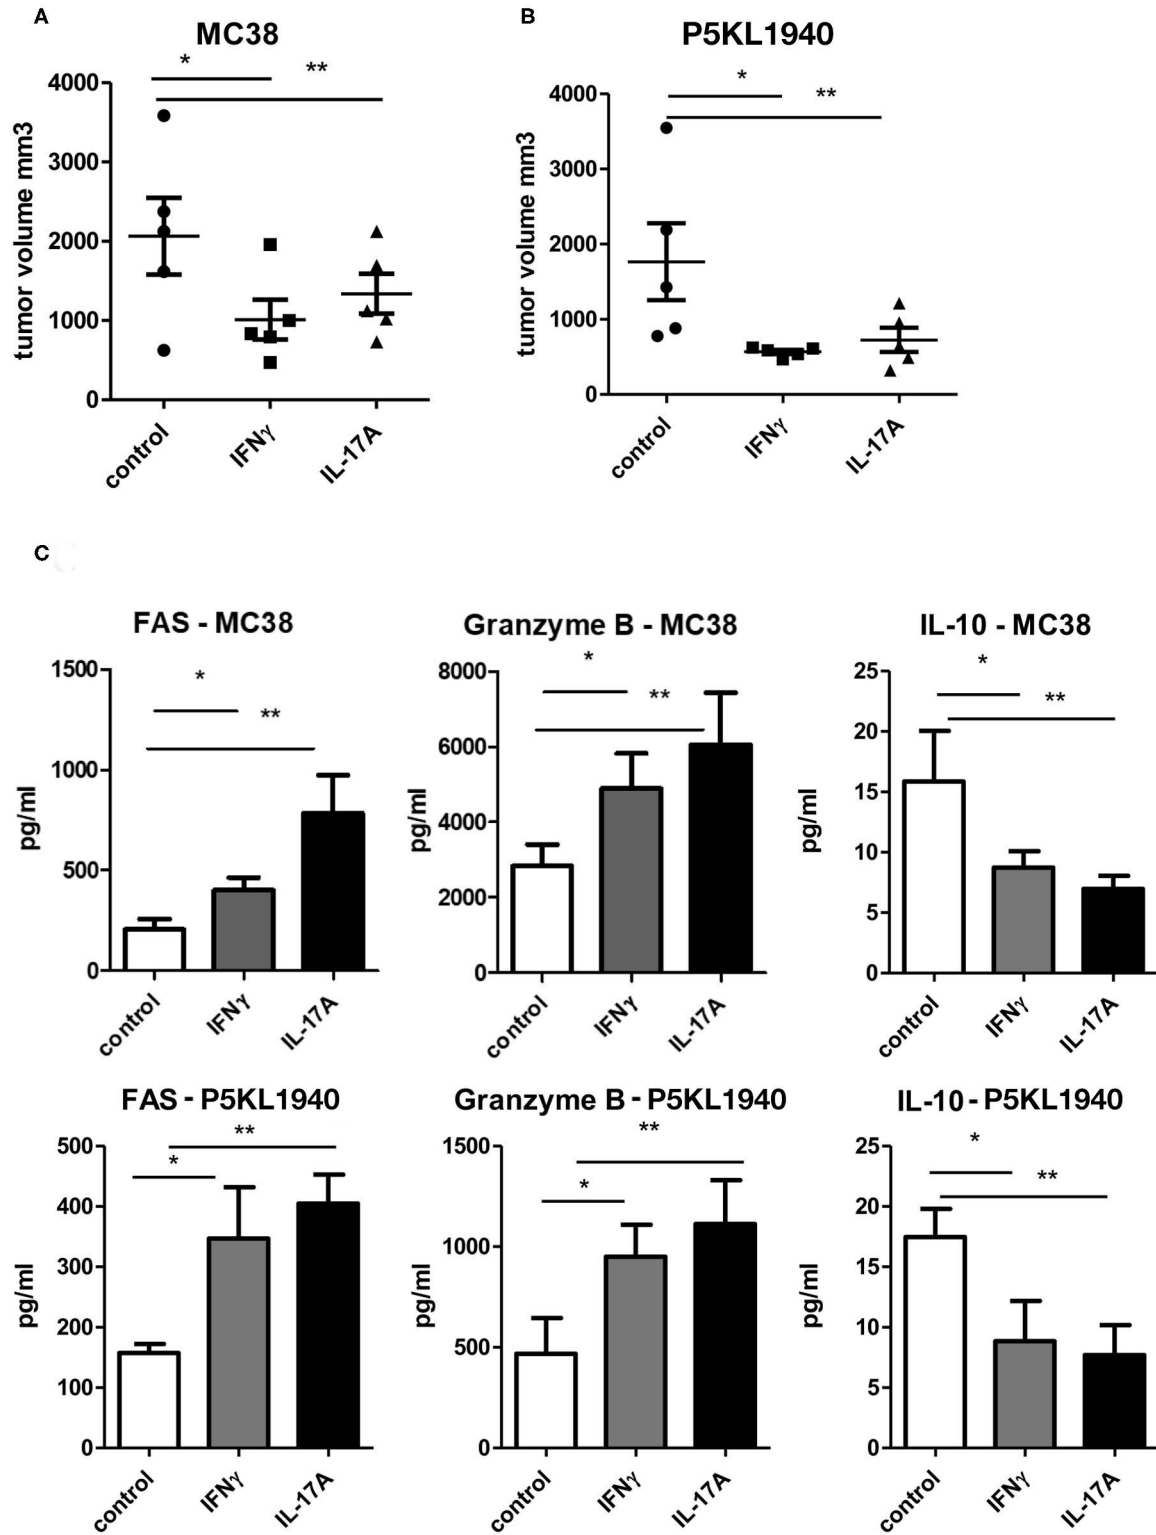 A
MC38
*
**
4000
3000
2000
1000
0
tumor volume mm3
control
IFNγ
IL-17A
B
P5KL1940
*
**
4000
3000
2000
1000
0
tumor volume mm3
control
IFNγ
IL-17A
C
FAS - MC38
*
**
1500
1000
500
0
pg/ml
control
IFNγ
IL-17A
Granzyme B - MC38
*
**
8000
6000
4000
2000
0
pg/ml
control
IFNγ
IL-17A
IL-10 - MC38
*
**
25
20
15
10
5
0
pg/ml
control
IFNγ
IL-17A
FAS - P5KL1940
**
*
500
400
300
200
100
0
pg/ml
control
IFNγ
IL-17A
Granzyme B - P5KL1940
**
*
1500
1000
500
0
pg/ml
control
IFNγ
IL-17A
IL-10 - P5KL1940
*
**
25
20
15
10
5
0
pg/ml
control
IFNγ
IL-17A